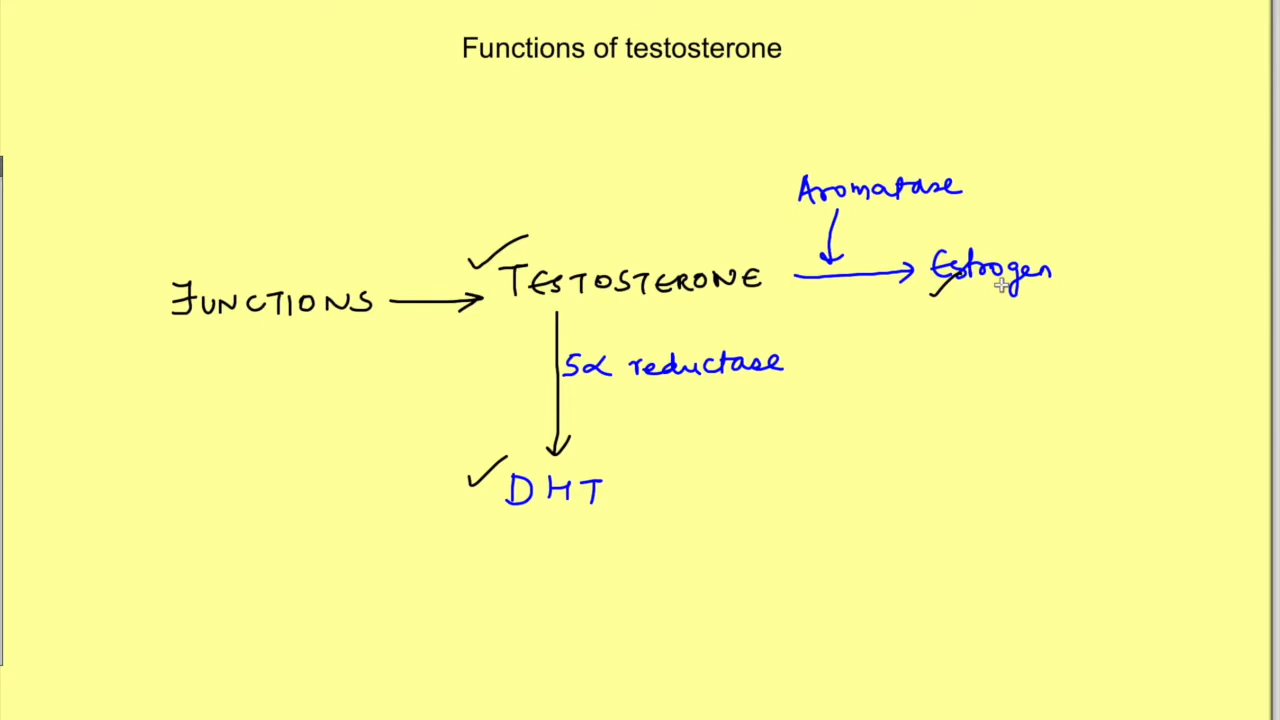 Functions of testosterone
Aromatase
FUNCTIONS TESTOSTERONE Estrogen
5α reductase
DHT